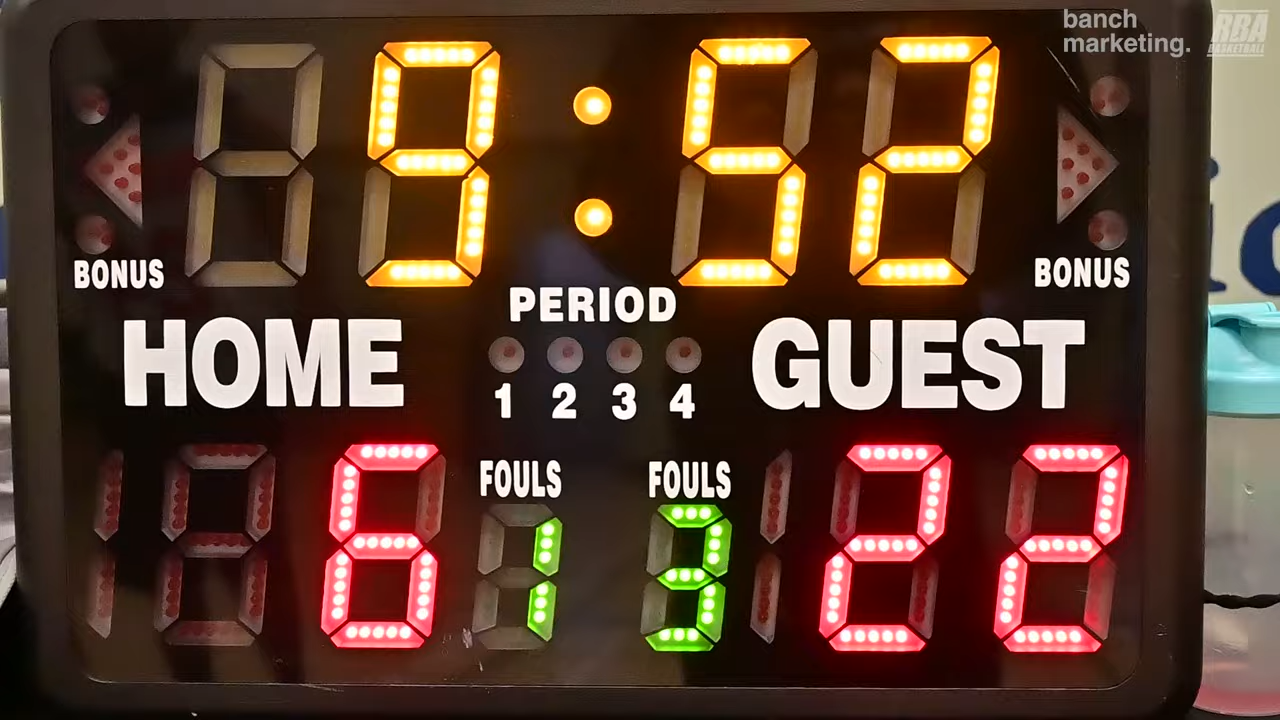 banch
marketing.
RBA
BASKETBALL
9:52
BONUS
BONUS
PERIOD
HOME
GUEST
1 2 3 4
FOULS
FOULS
6
1
3
22